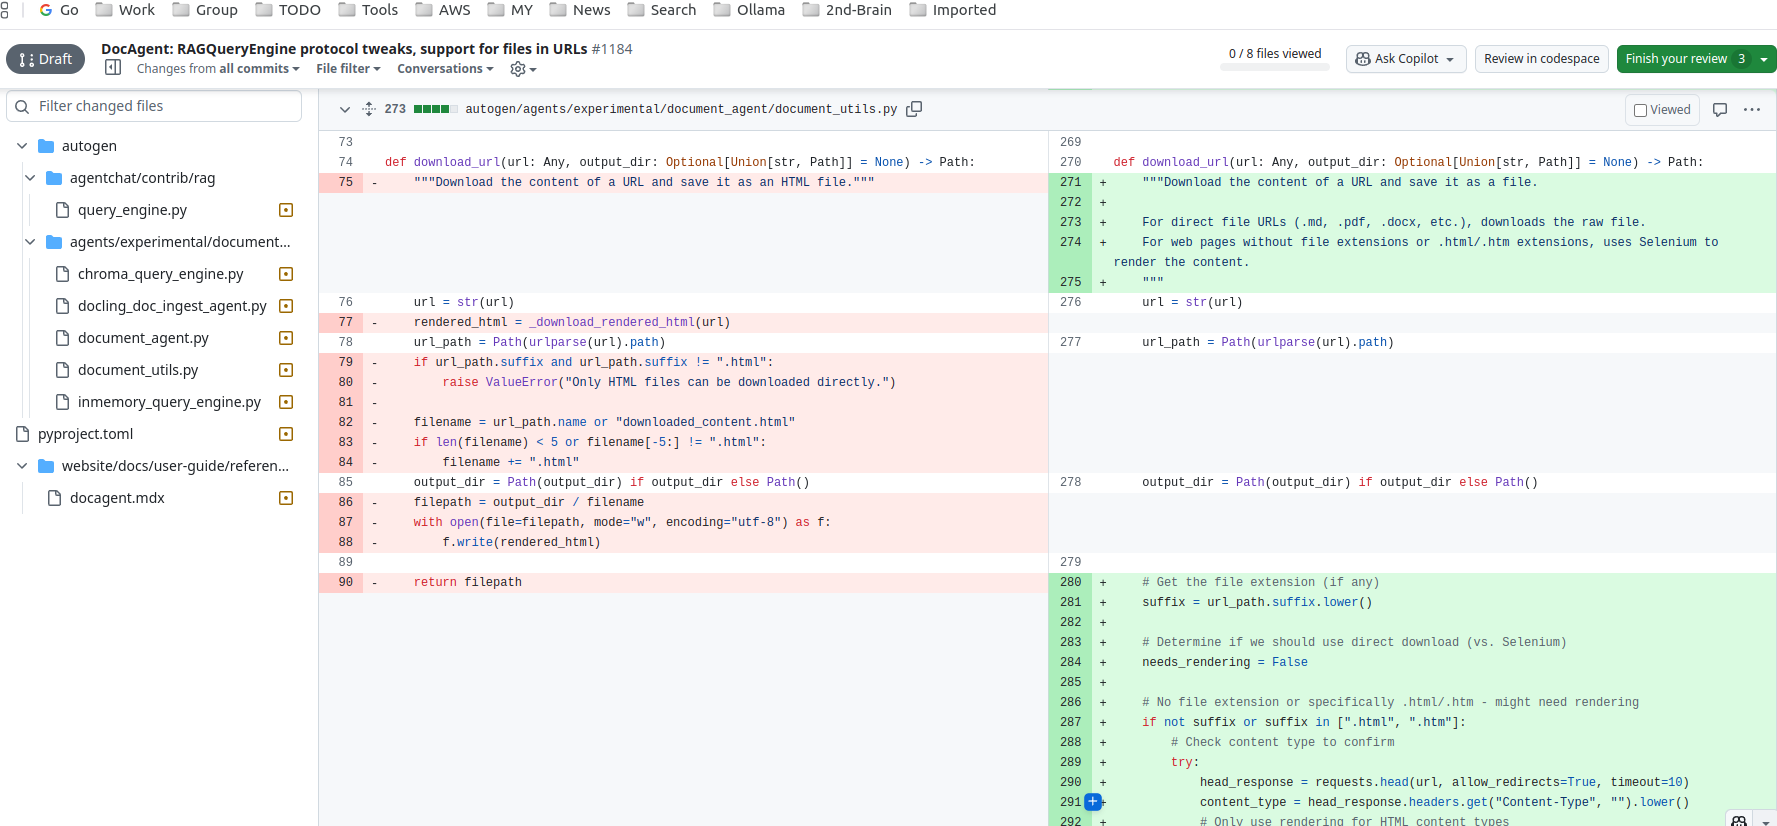 Go Work Group TODO Tools AWS MY News Search Ollama 2nd-Brain Imported
Draft
DocAgent: RAGQueryEngine protocol tweaks, support for files in URLs #1184
Changes from all commits File filter Conversations
0 / 8 files viewed
Ask Copilot
Review in codespace
Finish your review 3
Filter changed files
autogen
agentchat/contrib/rag
query_engine.py
agents/experimental/document...
chroma_query_engine.py
docling_doc_ingest_agent.py
document_agent.py
document_utils.py
inmemory_query_engine.py
pyproject.toml
website/docs/user-guide/referen...
docagent.mdx
273 autogen/agents/experimental/document_agent/document_utils.py
Viewed
73
74 def download_url(url: Any, output_dir: Optional[Union[str, Path]] = None) -> Path:
75 - """Download the content of a URL and save it as an HTML file."""
76 url = str(url)
77 - rendered_html = _download_rendered_html(url)
78 url_path = Path(urlparse(url).path)
79 - if url_path.suffix and url_path.suffix != ".html":
80 - raise ValueError("Only HTML files can be downloaded directly.")
81 -
82 - filename = url_path.name or "downloaded_content.html"
83 - if len(filename) < 5 or filename[-5:] != ".html":
84 - filename += ".html"
85 output_dir = Path(output_dir) if output_dir else Path()
86 - filepath = output_dir / filename
87 - with open(file=filepath, mode="w", encoding="utf-8") as f:
88 - f.write(rendered_html)
89
90 - return filepath
269
270 def download_url(url: Any, output_dir: Optional[Union[str, Path]] = None) -> Path:
271 + """Download the content of a URL and save it as a file.
272 +
273 + For direct file URLs (.md, .pdf, .docx, etc.), downloads the raw file.
274 + For web pages without file extensions or .html/.htm extensions, uses Selenium to
render the content.
275 + """
276 url = str(url)
277 url_path = Path(urlparse(url).path)
278 output_dir = Path(output_dir) if output_dir else Path()
279
280 + # Get the file extension (if any)
281 + suffix = url_path.suffix.lower()
282 +
283 + # Determine if we should use direct download (vs. Selenium)
284 + needs_rendering = False
285 +
286 + # No file extension or specifically .html/.htm - might need rendering
287 + if not suffix or suffix in [".html", ".htm"]:
288 + # Check content type to confirm
289 + try:
290 + head_response = requests.head(url, allow_redirects=True, timeout=10)
291 + content_type = head_response.headers.get("Content-Type", "").lower()
292 + # Only use rendering for HTML content types